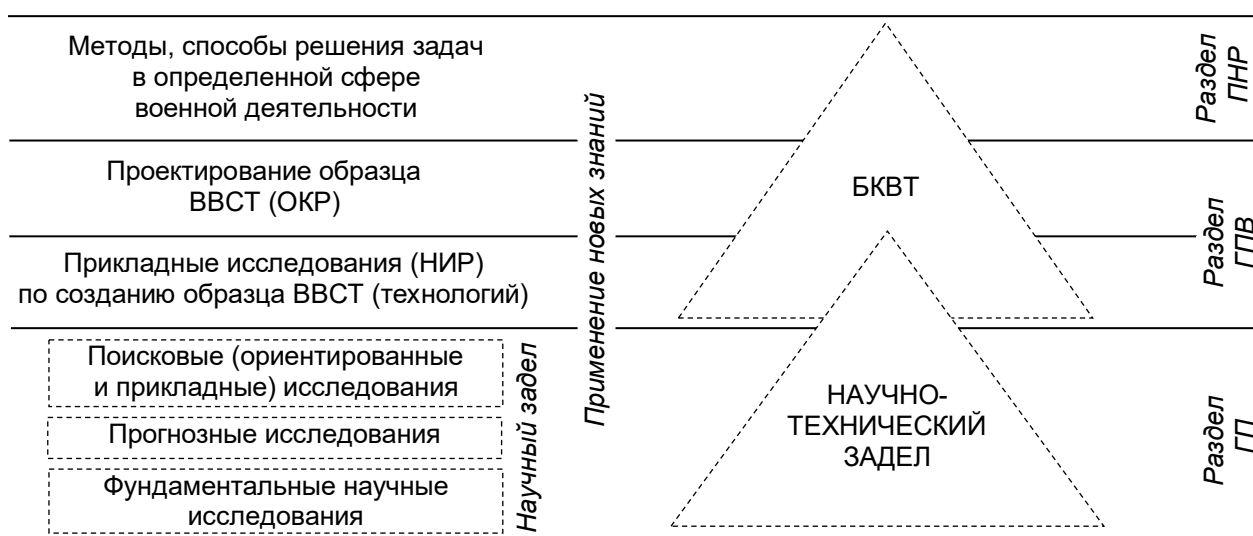 Методы, способы решения задач
в определенной сфере
военной деятельности
Проектирование образца
ВВСТ (ОКР)
Прикладные исследования (НИР)
по созданию образца ВВСТ (технологий)
Поисковые (ориентированные
и прикладные) исследования
Прогнозные исследования
Фундаментальные научные
исследования
Научный задел
Применение новых знаний
БКВТ
НАУЧНО-
ТЕХНИЧЕСКИЙ
ЗАДЕЛ
Раздел
ПНР
Раздел
ГПВ
Раздел
ГП